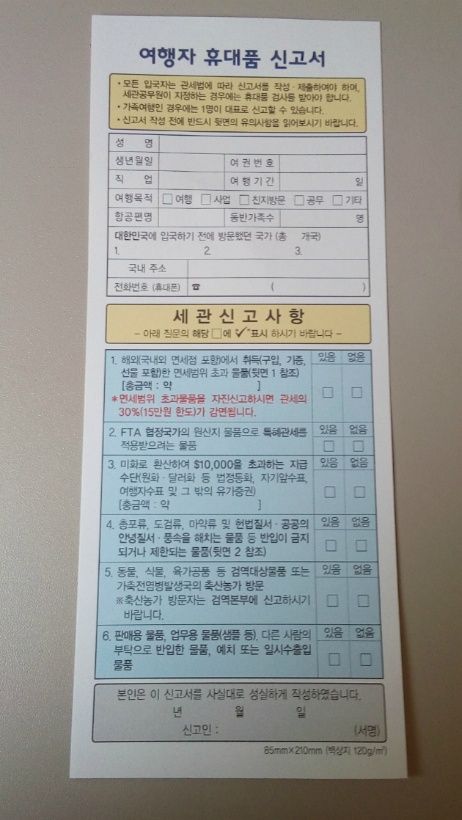 여행자 휴대품 신고서
• 모든 입국자는 관세법에 따라 신고서를 작성·제출하여야 하며,
세관공무원이 지정하는 경우에는 휴대품 검사를 받아야 합니다.
• 가족여행인 경우에는 1명이 대표로 신고할 수 있습니다.
• 신고서 작성 전에 반드시 뒷면의 유의사항을 읽어보시기 바랍니다.
성 명
생년월일 여권번호
직 업 여행기간 일
여행목적 □ 여행 □ 사업 □ 친지방문 □ 공무 □ 기타
항공편명 동반가족수 명
대한민국에 입국하기 전에 방문했던 국가 (총 개국)
1. 2. 3.
국내 주소
전화번호 (휴대폰) ☎ ( )
세관신고사항
- 아래 질문의 해당 □에 "✓"표시 하시기 바랍니다 -
1. 해외(국내외 면세점 포함)에서 취득(구입, 기증, 있음 없음
선물 포함)한 면세범위 초과 물품(뒷면 1 참조)
[총금액 : 약 ] □ □
*면세범위 초과물품을 자진신고하시면 관세의
30%(15만원 한도)가 감면됩니다.
2. FTA 협정국가의 원산지 물품으로 특혜관세를 있음 없음
적용받으려는 물품 □ □
3. 미화로 환산하여 $10,000을 초과하는 지급 있음 없음
수단(원화·달러화 등 법정통화, 자기앞수표,
여행자수표 및 그 밖의 유가증권) □ □
[총금액 : 약 ]
4. 총포류, 도검류, 마약류 및 헌법질서·공공의 있음 없음
안녕질서·풍속을 해치는 물품 등 반입이 금지
되거나 제한되는 물품(뒷면 2 참조) □ □
5. 동물, 식물, 육가공품 등 검역대상물품 또는 있음 없음
가축전염병발생국의 축산농가 방문
※축산농가 방문자는 검역본부에 신고하시기 □ □
바랍니다.
6. 판매용 물품, 업무용 물품(샘플 등), 다른 사람의 있음 없음
부탁으로 반입한 물품, 예치 또는 일시수출입 □ □
물품
본인은 이 신고서를 사실대로 성실하게 작성하였습니다.
년 월 일
신고인 : (서명)
85mm×210mm (백상지 120g/㎡)